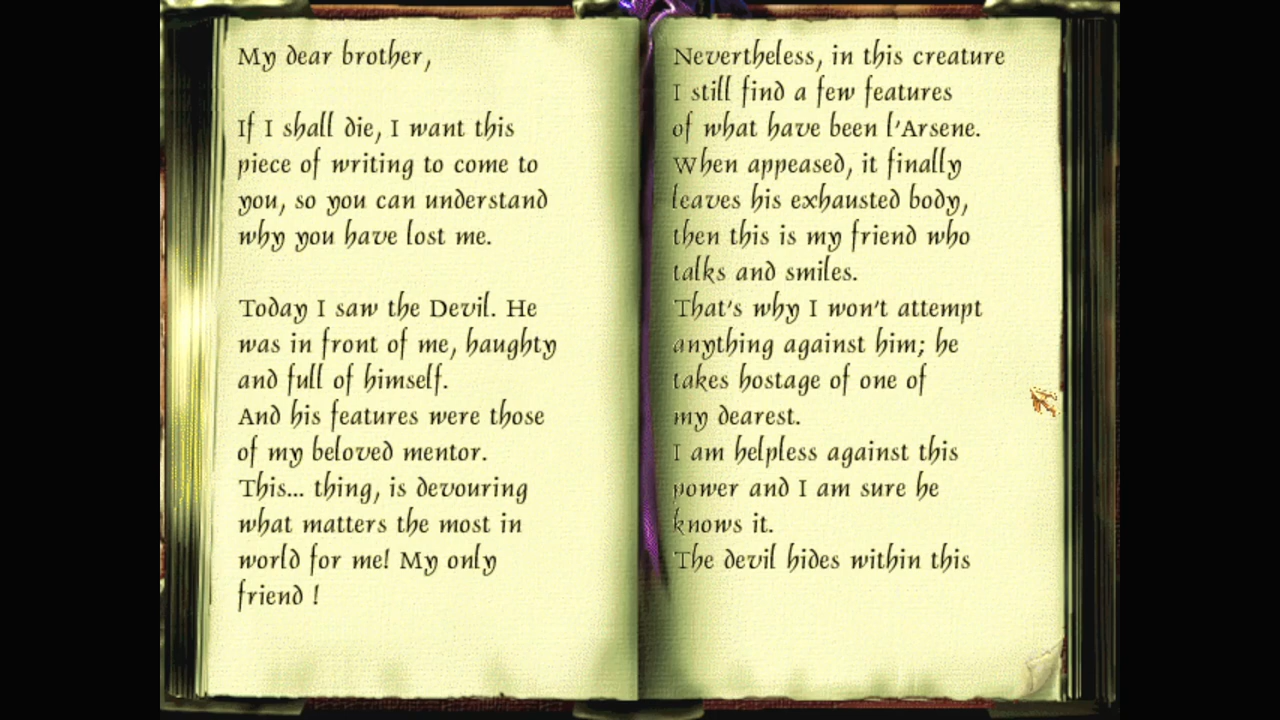 My dear brother,
If I shall die, I want this
piece of writing to come to
you, so you can understand
why you have lost me.
Today I saw the Devil. He
was in front of me, haughty
and full of himself.
And his features were those
of my beloved mentor.
This... thing, is devouring
what matters the most in
world for me! My only
friend !
Nevertheless, in this creature
I still find a few features
of what have been l'Arsene.
When appeased, it finally
leaves his exhausted body,
then this is my friend who
talks and smiles.
That's why I won't attempt
anything against him; he
takes hostage of one of
my dearest.
I am helpless against this
power and I am sure he
knows it.
The devil hides within this